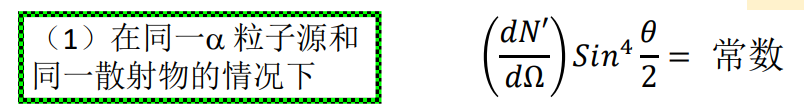 （1）在同一α 粒子源和
同一散射物的情况下
(dN′/dΩ) Sin⁴ θ/2 = 常数